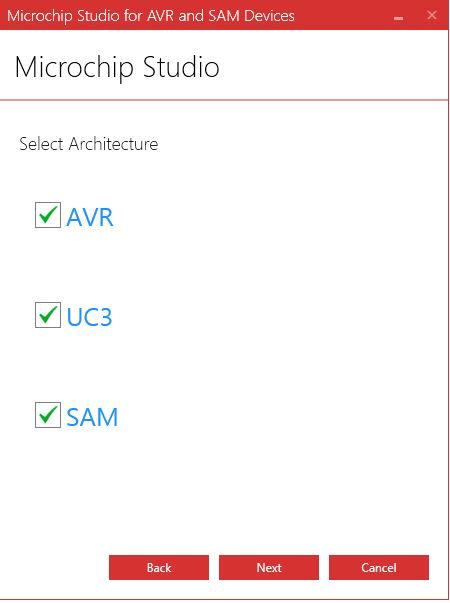 Microchip Studio for AVR and SAM Devices
Microchip Studio
Select Architecture
AVR
UC3
SAM
Back Next Cancel